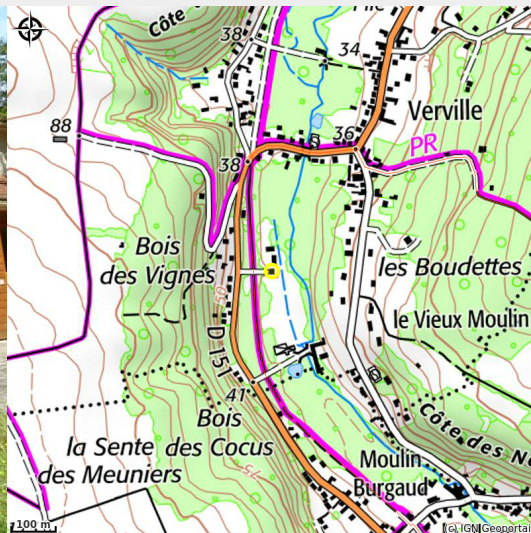 Côte
38
34
Verville
88
36
PR
38
Bois
des Vignes
les Boudettes
50
le Vieux Moulin
D 151
41
Bois
des Cocus
Côte des
la Sente
des Meuniers
75
Moulin
Burgaud
100 m
(c) IGN Geoportail